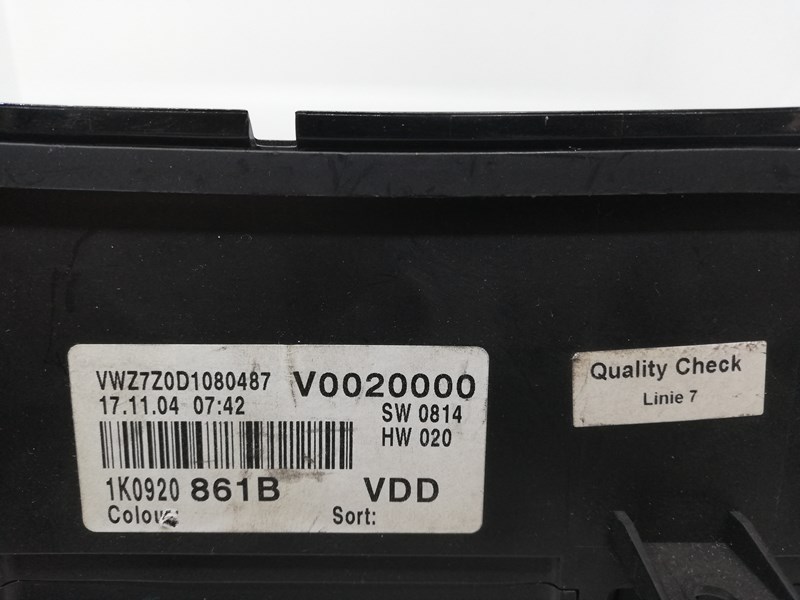 VWZ7Z0D1080487 V0020000
17.11.04 07:42 SW 0814
HW 020
1K0920 861B VDD
Colour: Sort:
Quality Check
Linie 7